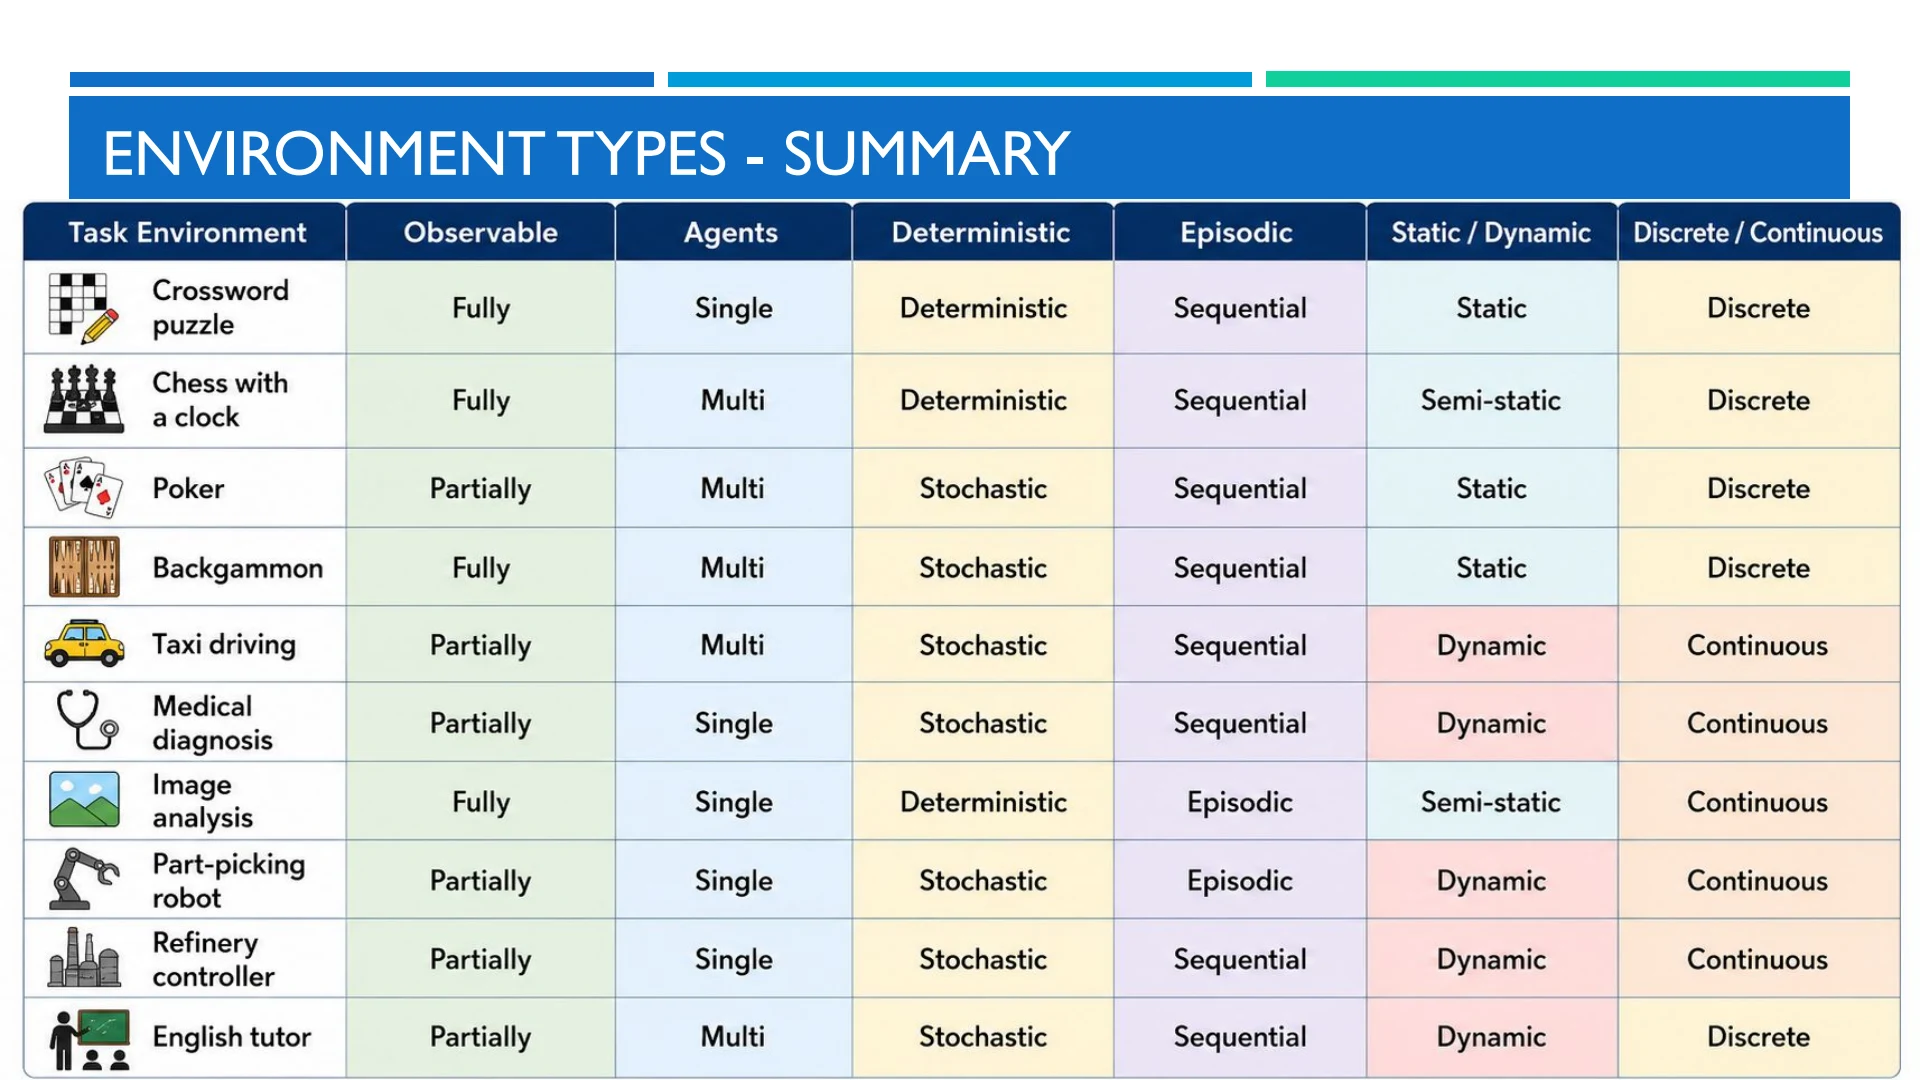 ENVIRONMENT TYPES - SUMMARY
Task Environment Observable Agents Deterministic Episodic Static / Dynamic Discrete / Continuous
Crossword
puzzle
Fully Single Deterministic Sequential Static Discrete
Chess with
a clock
Fully Multi Deterministic Sequential Semi-static Discrete
Poker Partially Multi Stochastic Sequential Static Discrete
Backgammon Fully Multi Stochastic Sequential Static Discrete
Taxi driving Partially Multi Stochastic Sequential Dynamic Continuous
Medical
diagnosis
Partially Single Stochastic Sequential Dynamic Continuous
Image
analysis
Fully Single Deterministic Episodic Semi-static Continuous
Part-picking
robot
Partially Single Stochastic Episodic Dynamic Continuous
Refinery
controller
Partially Single Stochastic Sequential Dynamic Continuous
English tutor Partially Multi Stochastic Sequential Dynamic Discrete